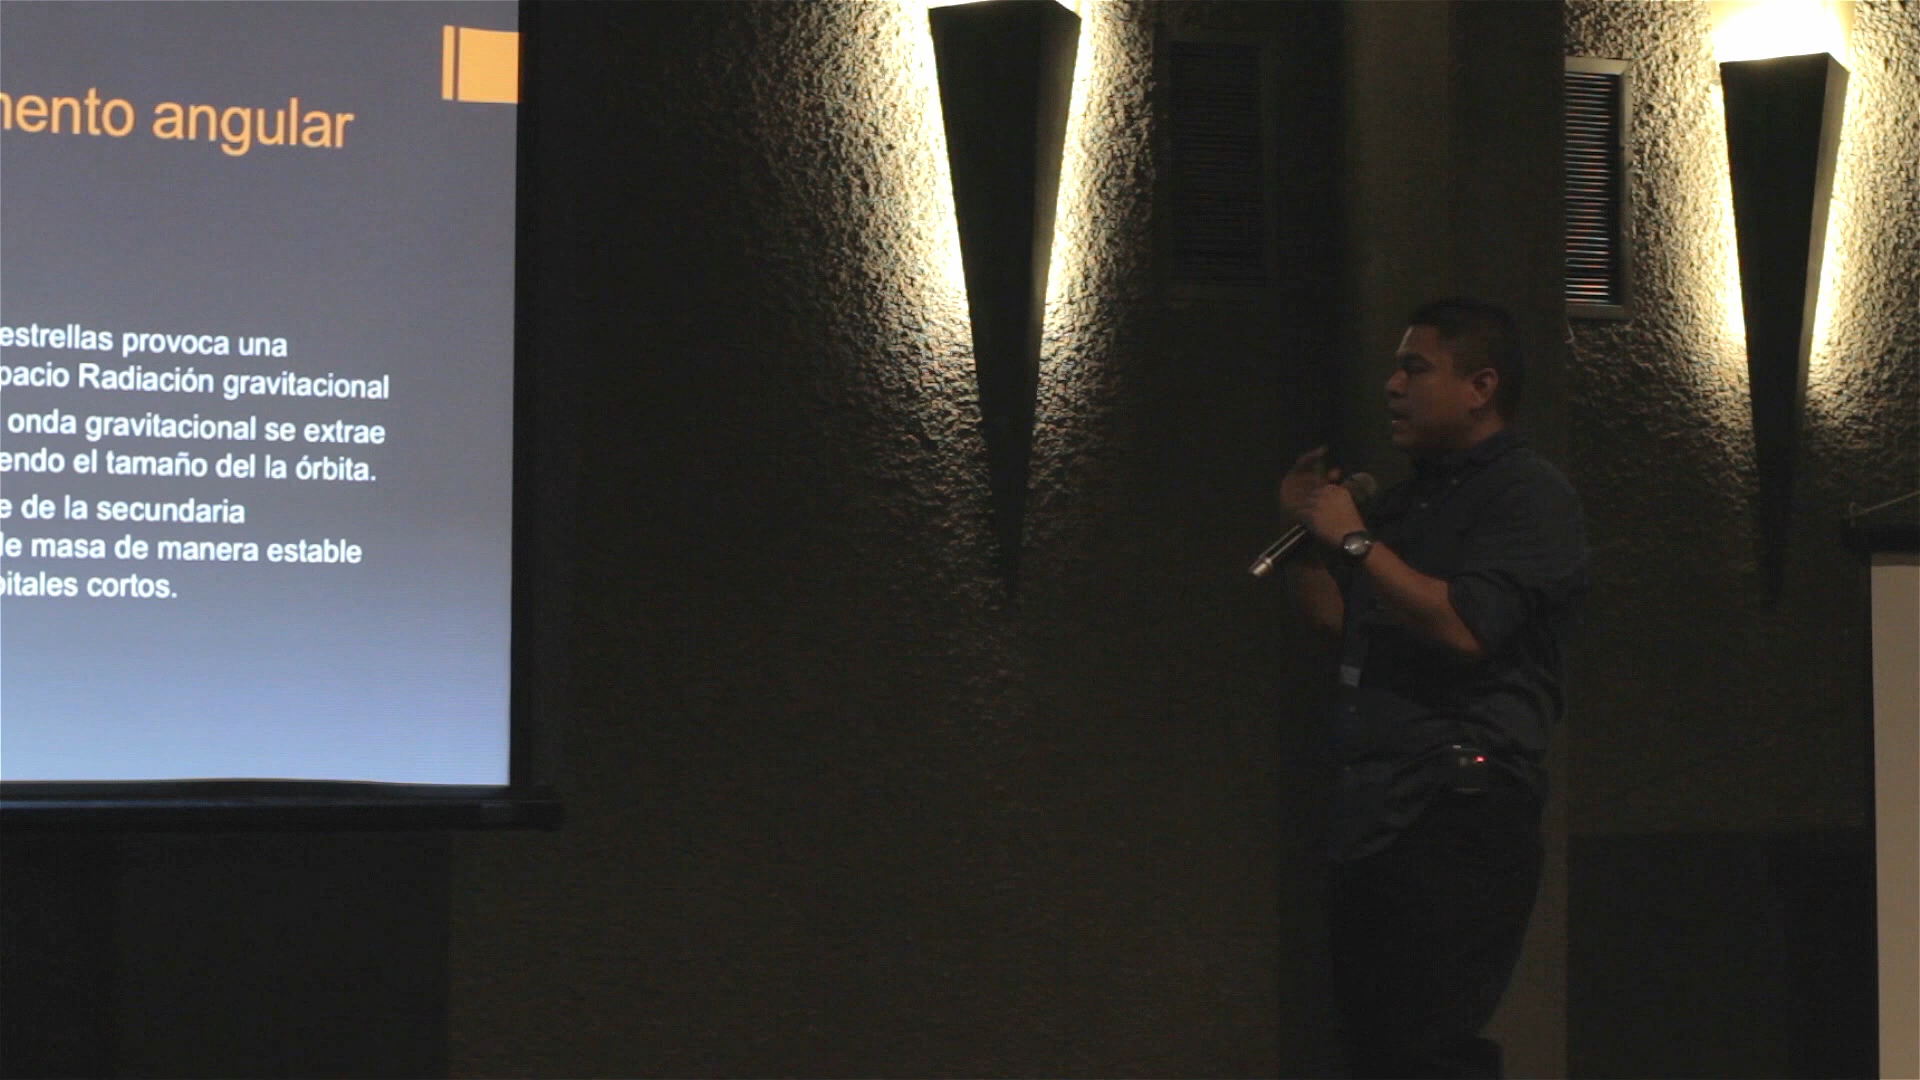 mento angular
estrellas provoca una
pacio Radiación gravitacional
onda gravitacional se extrae
endo el tamaño del la órbita.
e de la secundaria
de masa de manera estable
bitales cortos.